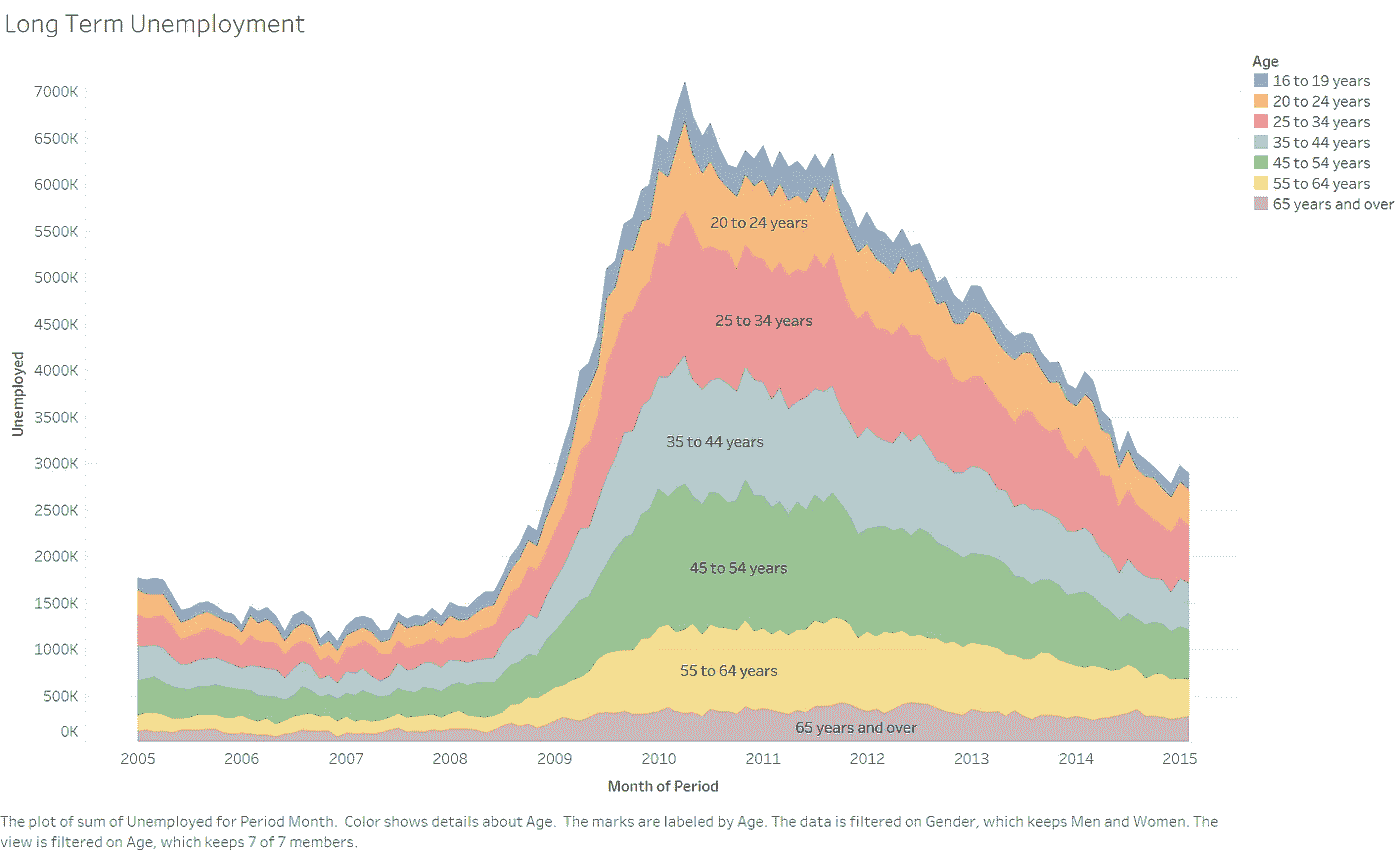 Long Term Unemployment
Age
16 to 19 years
20 to 24 years
25 to 34 years
35 to 44 years
45 to 54 years
55 to 64 years
65 years and over
7000K
6500K
6000K
5500K
5000K
4500K
4000K
3500K
3000K
2500K
2000K
1500K
1000K
500K
0K
Unemployed
20 to 24 years
25 to 34 years
35 to 44 years
45 to 54 years
55 to 64 years
65 years and over
2005 2006 2007 2008 2009 2010 2011 2012 2013 2014 2015
Month of Period
The plot of sum of Unemployed for Period Month.  Color shows details about Age.  The marks are labeled by Age. The data is filtered on Gender, which keeps Men and Women. The
view is filtered on Age, which keeps 7 of 7 members.